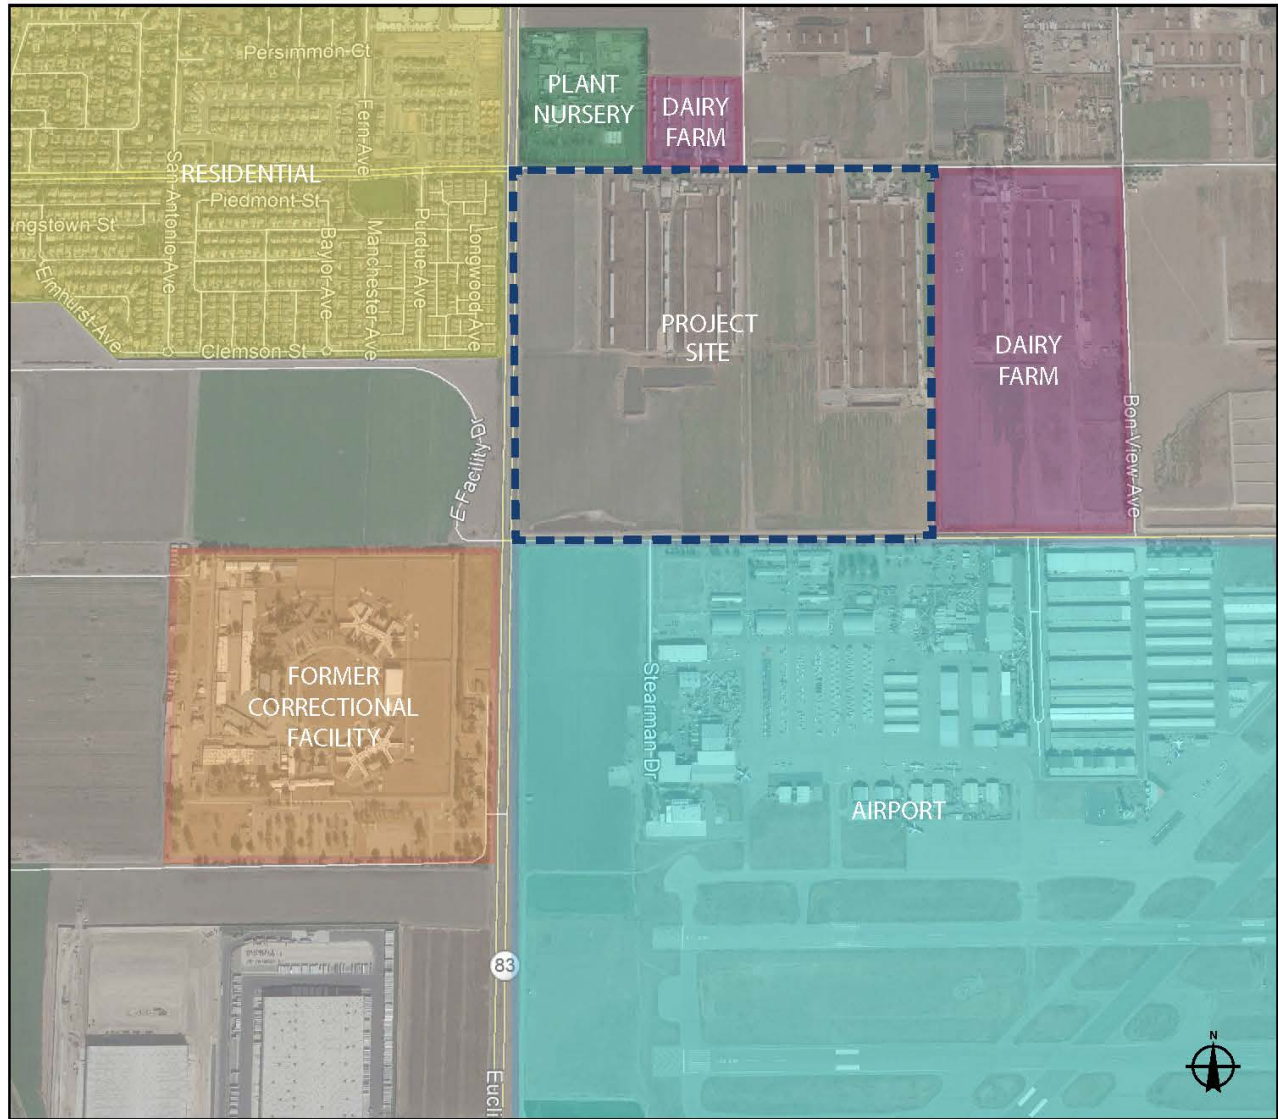 Persimmon Ct
Fern Ave
PLANT
NURSERY
DAIRY
FARM
RESIDENTIAL
San Antonio Ave
Piedmont St
ingstown St
Baylor Ave
Manchester Ave
Purdue Ave
Longwood Ave
Elmhurst Ave
Clemson St
PROJECT
SITE
DAIRY
FARM
Bon View Ave
E Facility Dr
FORMER
CORRECTIONAL
FACILITY
Stearman Dr
AIRPORT
83
Eucli
N